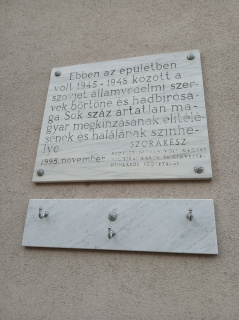 Ebben az épületben
volt 1945-1948 között a
szovjet államvédelmi szer-
vek börtöne és hadbírósá-
ga Sok száz ártatlan ma-
gyar megkínzásának elítélé-
sének és halálának színhe-
lye.
SZORAKÉSZ
1995. november